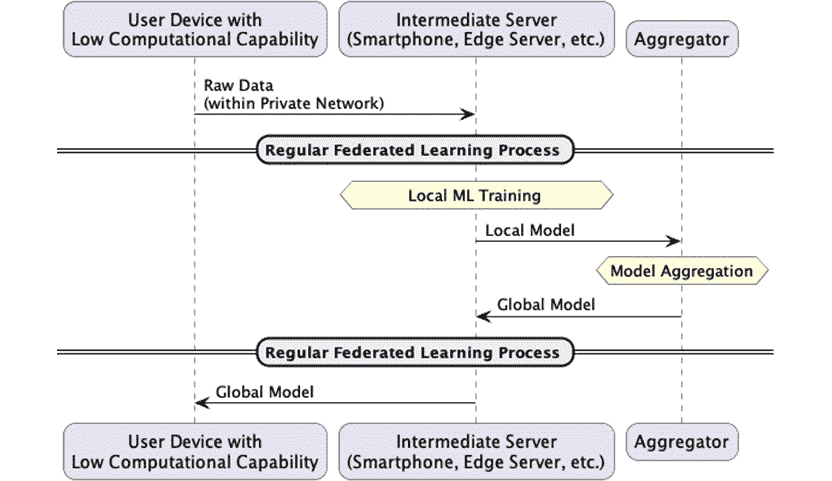 User Device with
Low Computational Capability
Intermediate Server
(Smartphone, Edge Server, etc.)
Aggregator
Raw Data
(within Private Network)
Regular Federated Learning Process
Local ML Training
Local Model
Model Aggregation
Global Model
Regular Federated Learning Process
Global Model
User Device with
Low Computational Capability
Intermediate Server
(Smartphone, Edge Server, etc.)
Aggregator